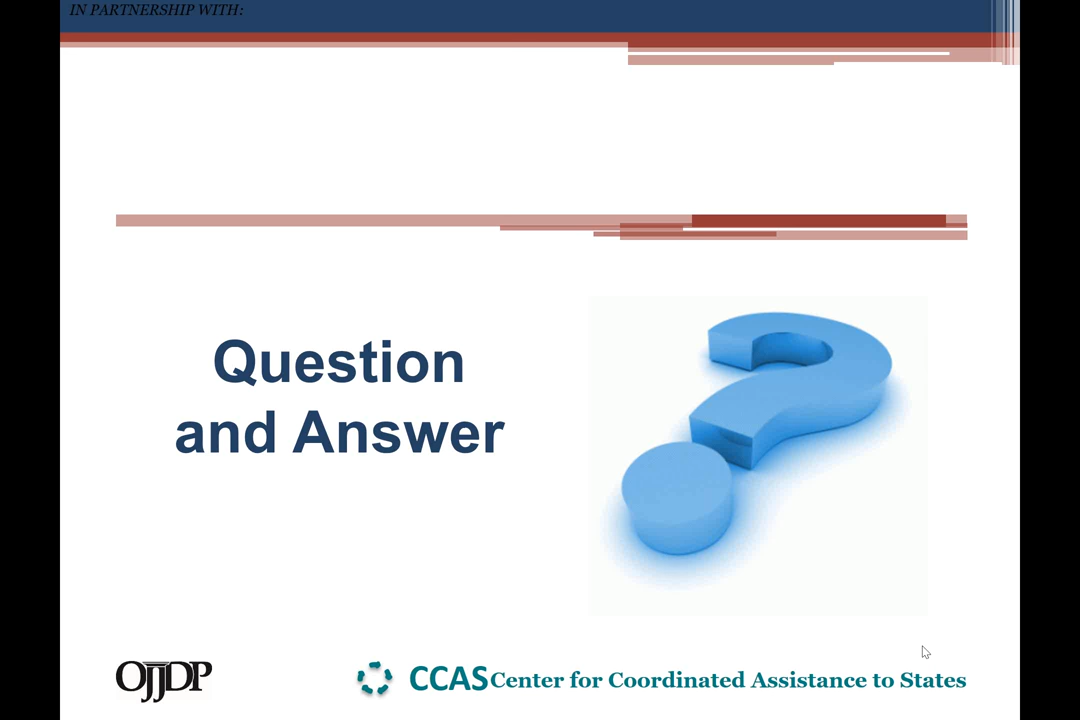 IN PARTNERSHIP WITH:
Question
and Answer
OJJDP
CCAS Center for Coordinated Assistance to States